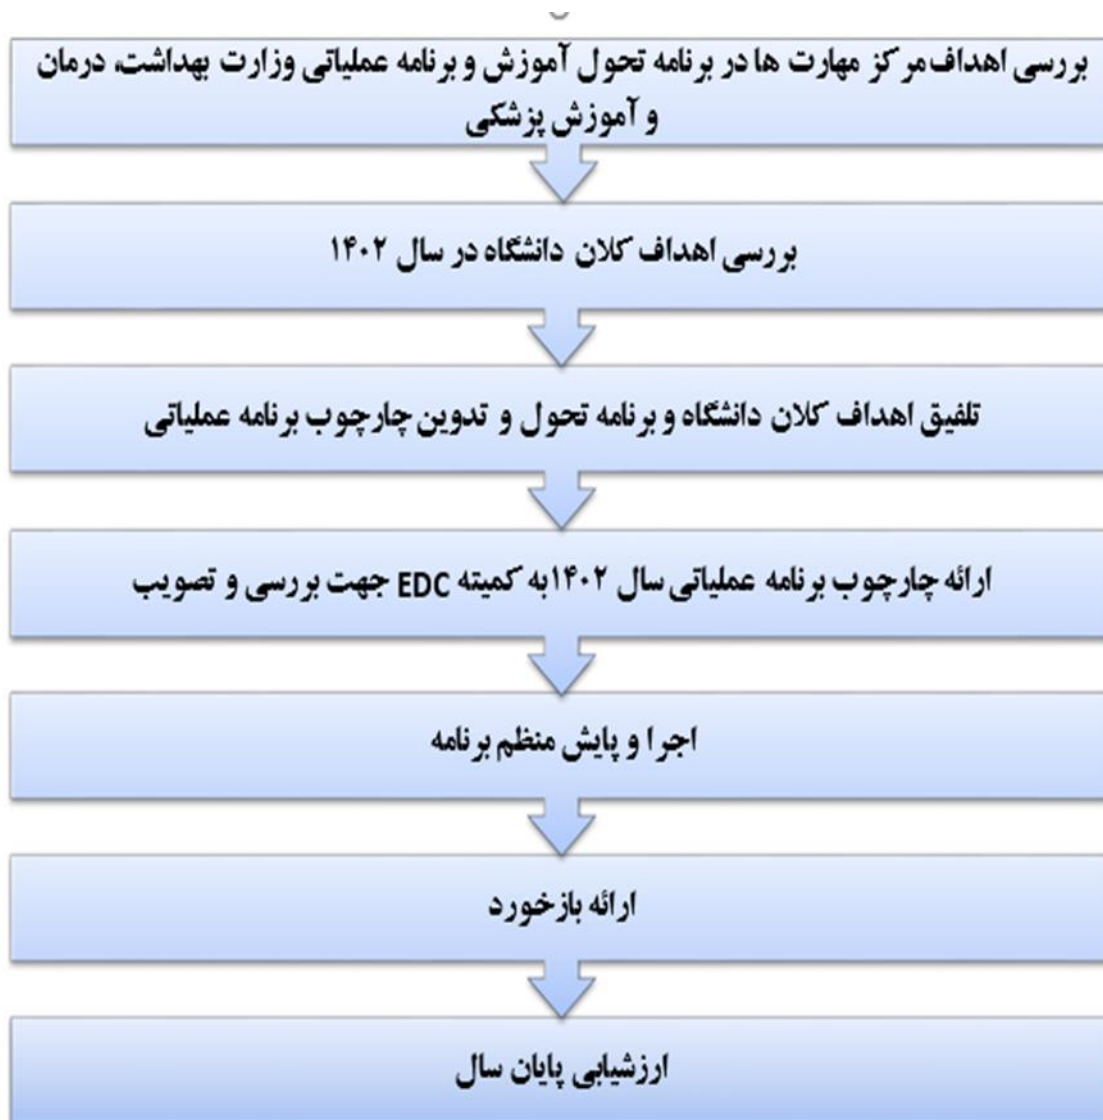 بررسی اهداف مرکز مهارت ها در برنامه تحول آموزش و برنامه عملیاتی وزارت بهداشت، درمان
و آموزش پزشکی
بررسی اهداف کلان دانشگاه در سال ۱۴۰۲
تلفیق اهداف کلان دانشگاه و برنامه تحول و تدوین چارچوب برنامه عملیاتی
ارائه چارچوب برنامه عملیاتی سال ۱۴۰۲به کمیته EDC جهت بررسی و تصویب
اجرا و پایش منظم برنامه
ارائه بازخورد
ارزشیابی پایان سال